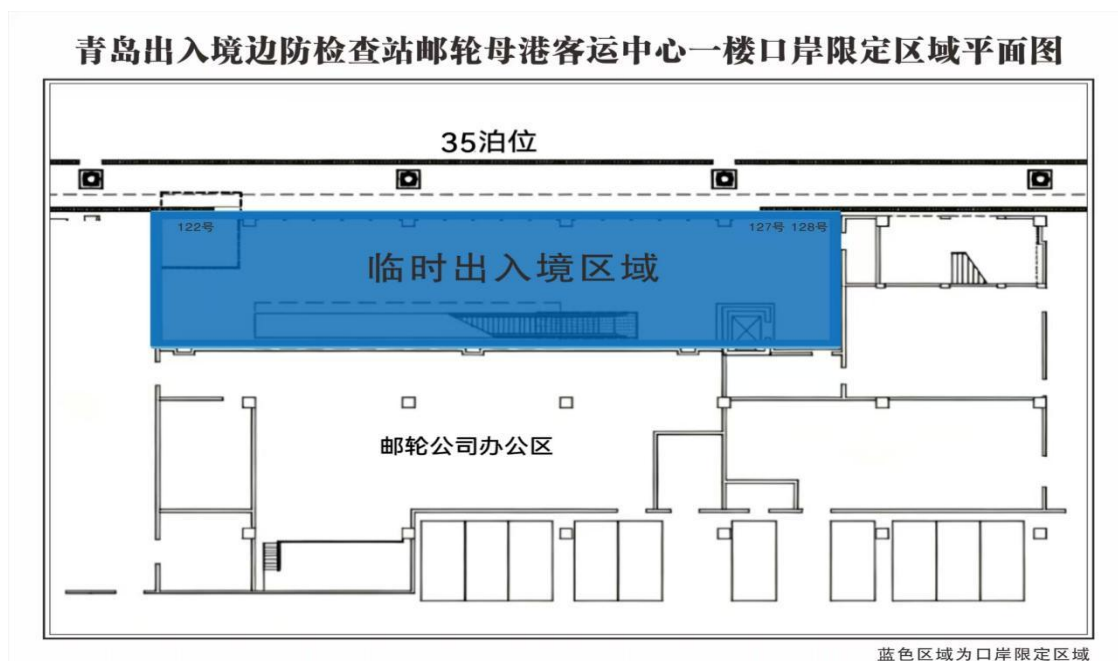 青岛出入境边防检查站邮轮母港客运中心一楼口岸限定区域平面图
35泊位
122号
127号 128号
临时出入境区域
邮轮公司办公区
蓝色区域为口岸限定区域